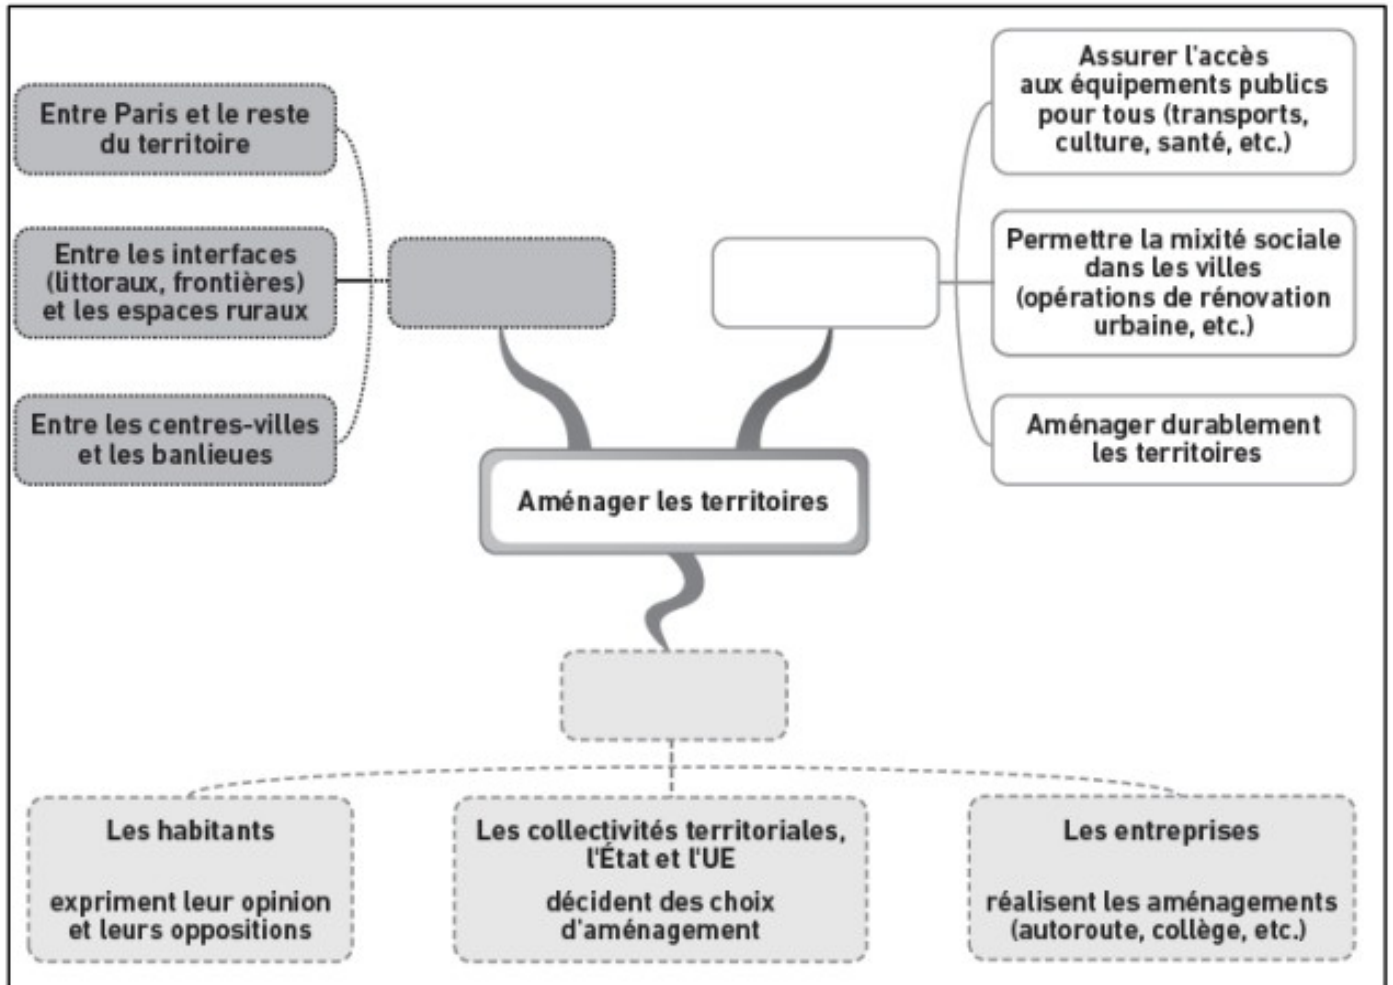 Entre Paris et le reste
du territoire
Entre les interfaces
(littoraux, frontières)
et les espaces ruraux
Entre les centres-villes
et les banlieues
Assurer l'accès
aux équipements publics
pour tous (transports,
culture, santé, etc.)
Permettre la mixité sociale
dans les villes
(opérations de rénovation
urbaine, etc.)
Aménager durablement
les territoires
Aménager les territoires
Les habitants
expriment leur opinion
et leurs oppositions
Les collectivités territoriales,
l'État et l'UE
décident des choix
d'aménagement
Les entreprises
réalisent les aménagements
(autoroute, collège, etc.)